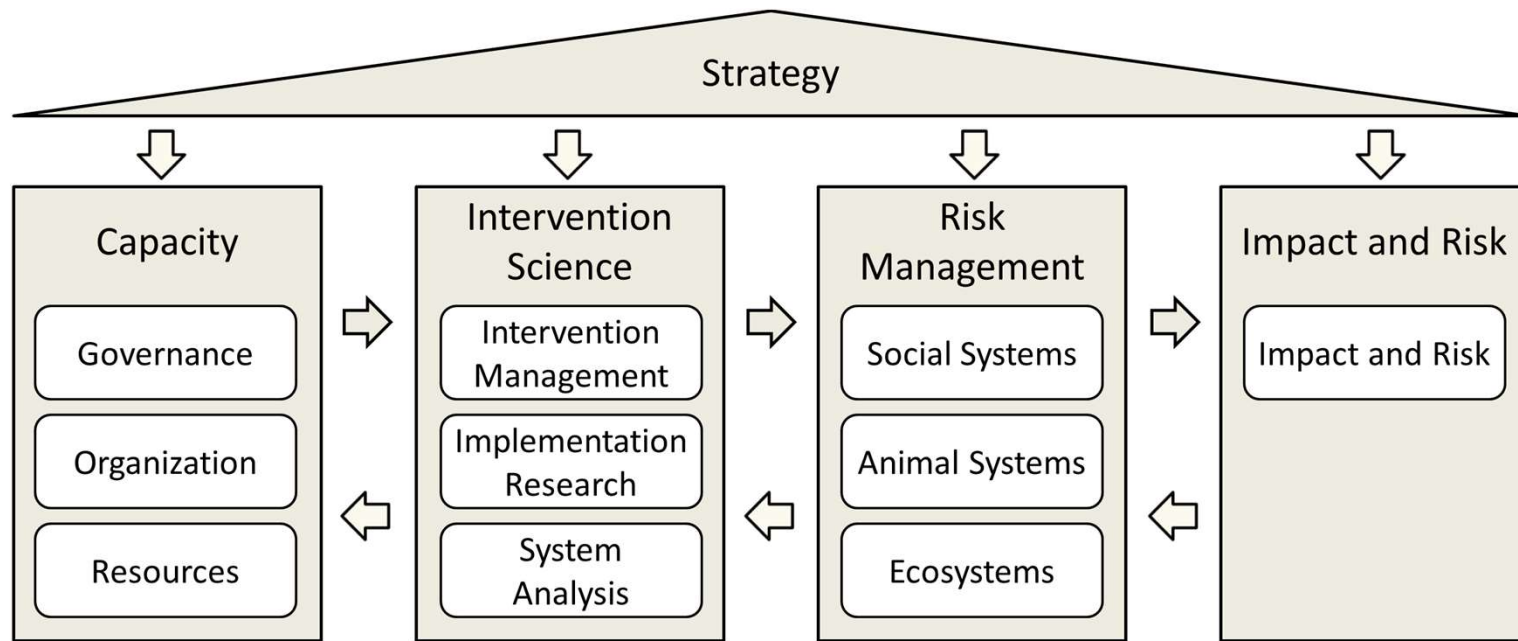 Strategy
Capacity
Governance
Organization
Resources
Intervention
Science
Intervention
Management
Implementation
Research
System
Analysis
Risk
Management
Social Systems
Animal Systems
Ecosystems
Impact and Risk
Impact and Risk